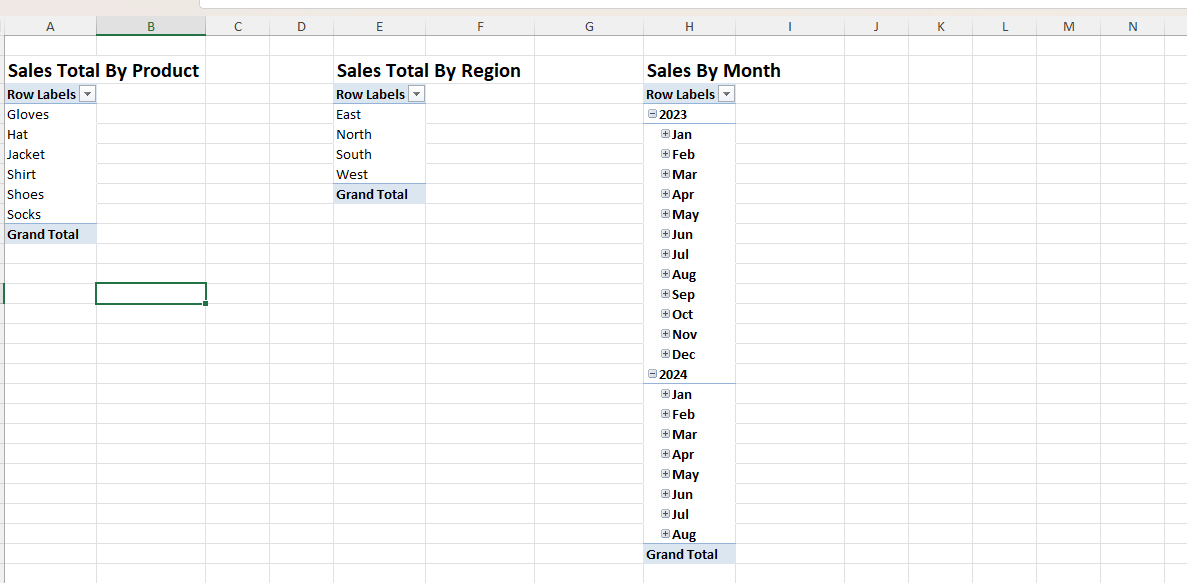 A B C D E F G H I J K L M N
Sales Total By Product Sales Total By Region Sales By Month
Row Labels Row Labels Row Labels
Gloves East 2023
Hat North Jan
Jacket South Feb
Shirt West Mar
Shoes Grand Total Apr
Socks May
Grand Total Jun
Jul
Aug
Sep
Oct
Nov
Dec
2024
Jan
Feb
Mar
Apr
May
Jun
Jul
Aug
Grand Total